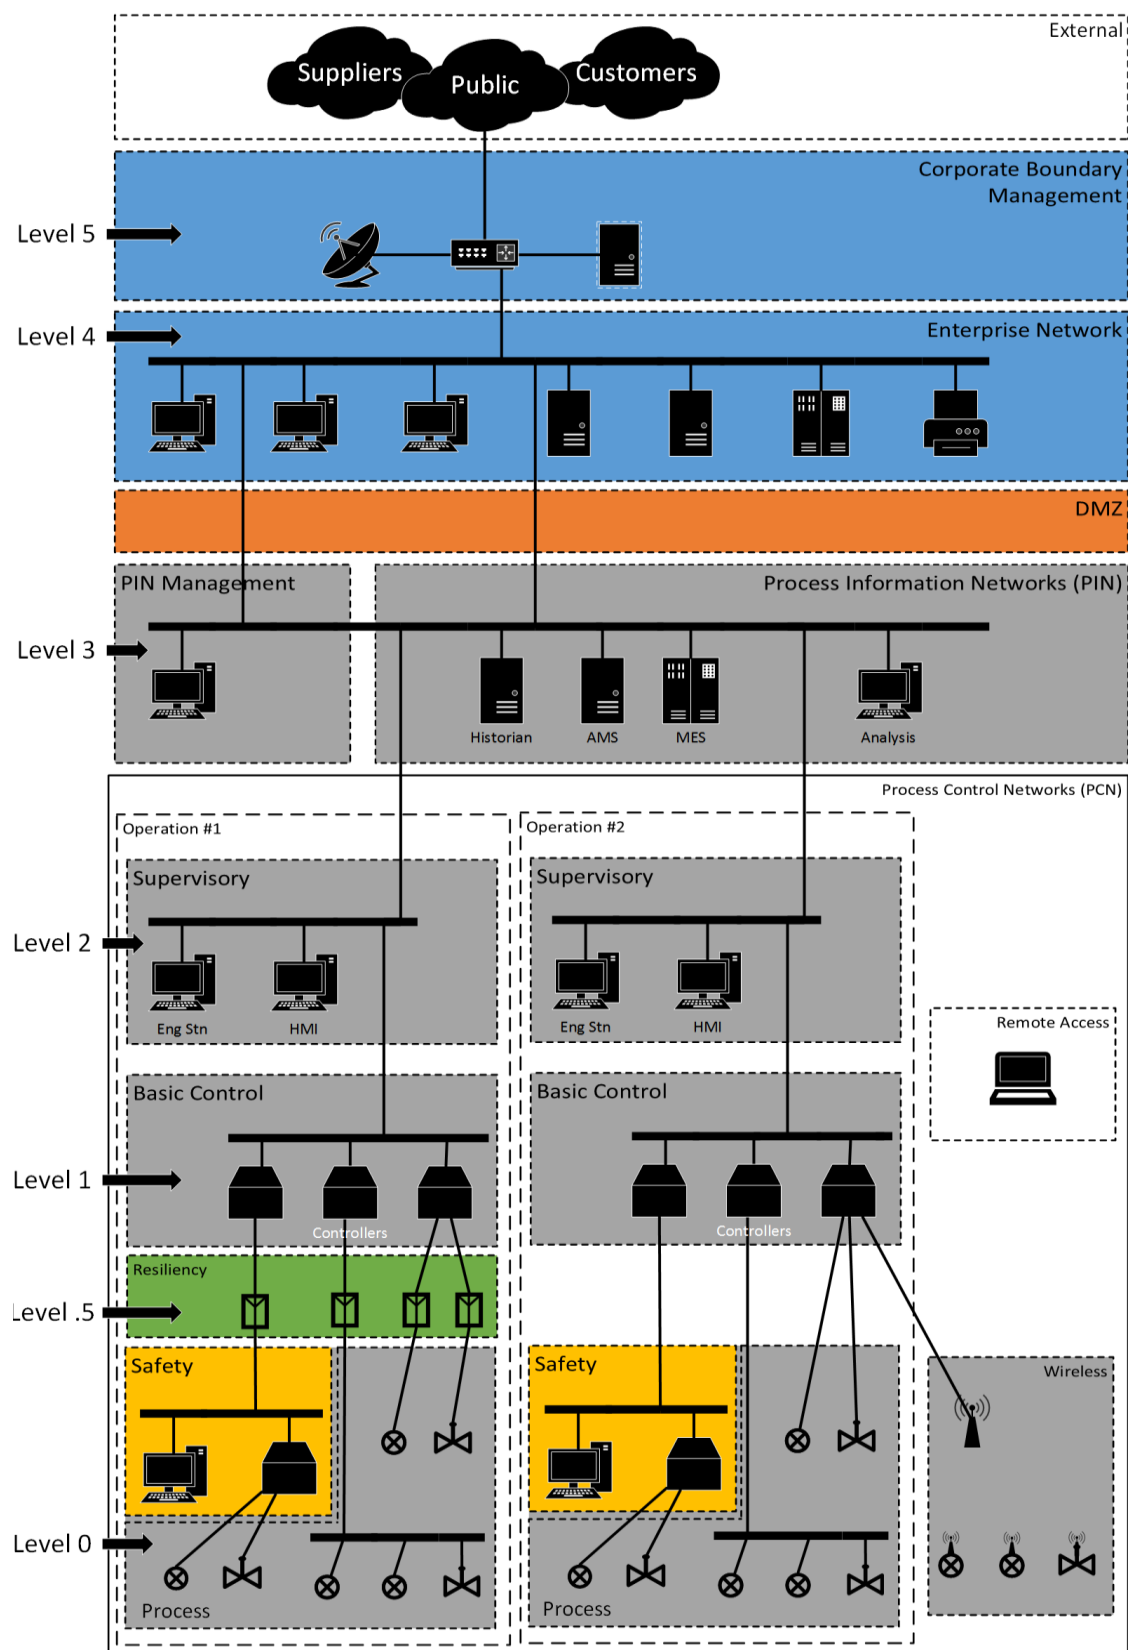 External
Suppliers
Public
Customers
Corporate Boundary
Management
Level 5
Level 4
Enterprise Network
DMZ
PIN Management
Process Information Networks (PIN)
Level 3
Historian
AMS
MES
Analysis
Process Control Networks (PCN)
Operation #1
Operation #2
Supervisory
Supervisory
Level 2
Eng Stn
HMI
Eng Stn
HMI
Remote Access
Basic Control
Basic Control
Level 1
Controllers
Controllers
Resiliency
Level .5
Safety
Safety
Wireless
Level 0
Process
Process